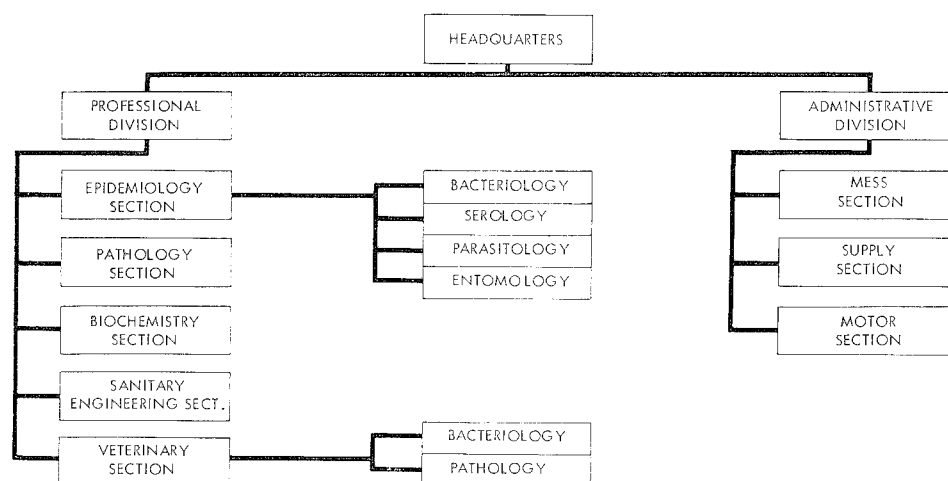 HEADQUARTERS
PROFESSIONAL
DIVISION
ADMINISTRATIVE
DIVISION
EPIDEMIOLOGY
SECTION
BACTERIOLOGY
SEROLOGY
PARASITOLOGY
ENTOMOLOGY
MESS
SECTION
PATHOLOGY
SECTION
SUPPLY
SECTION
BIOCHEMISTRY
SECTION
MOTOR
SECTION
SANITARY
ENGINEERING SECT.
VETERINARY
SECTION
BACTERIOLOGY
PATHOLOGY